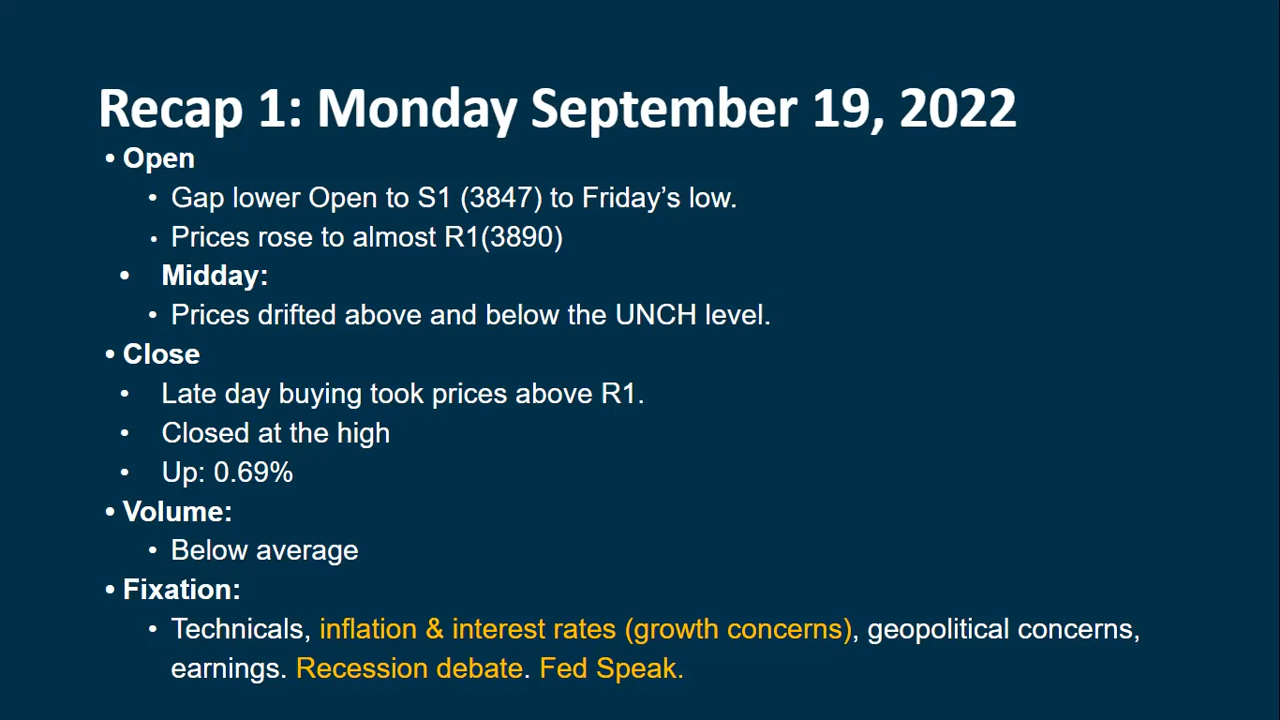 Recap 1: Monday September 19, 2022
• Open
• Gap lower Open to S1 (3847) to Friday’s low.
• Prices rose to almost R1(3890)
• Midday:
• Prices drifted above and below the UNCH level.
• Close
• Late day buying took prices above R1.
• Closed at the high
• Up: 0.69%
• Volume:
• Below average
• Fixation:
• Technicals, inflation & interest rates (growth concerns), geopolitical concerns,
earnings. Recession debate. Fed Speak.